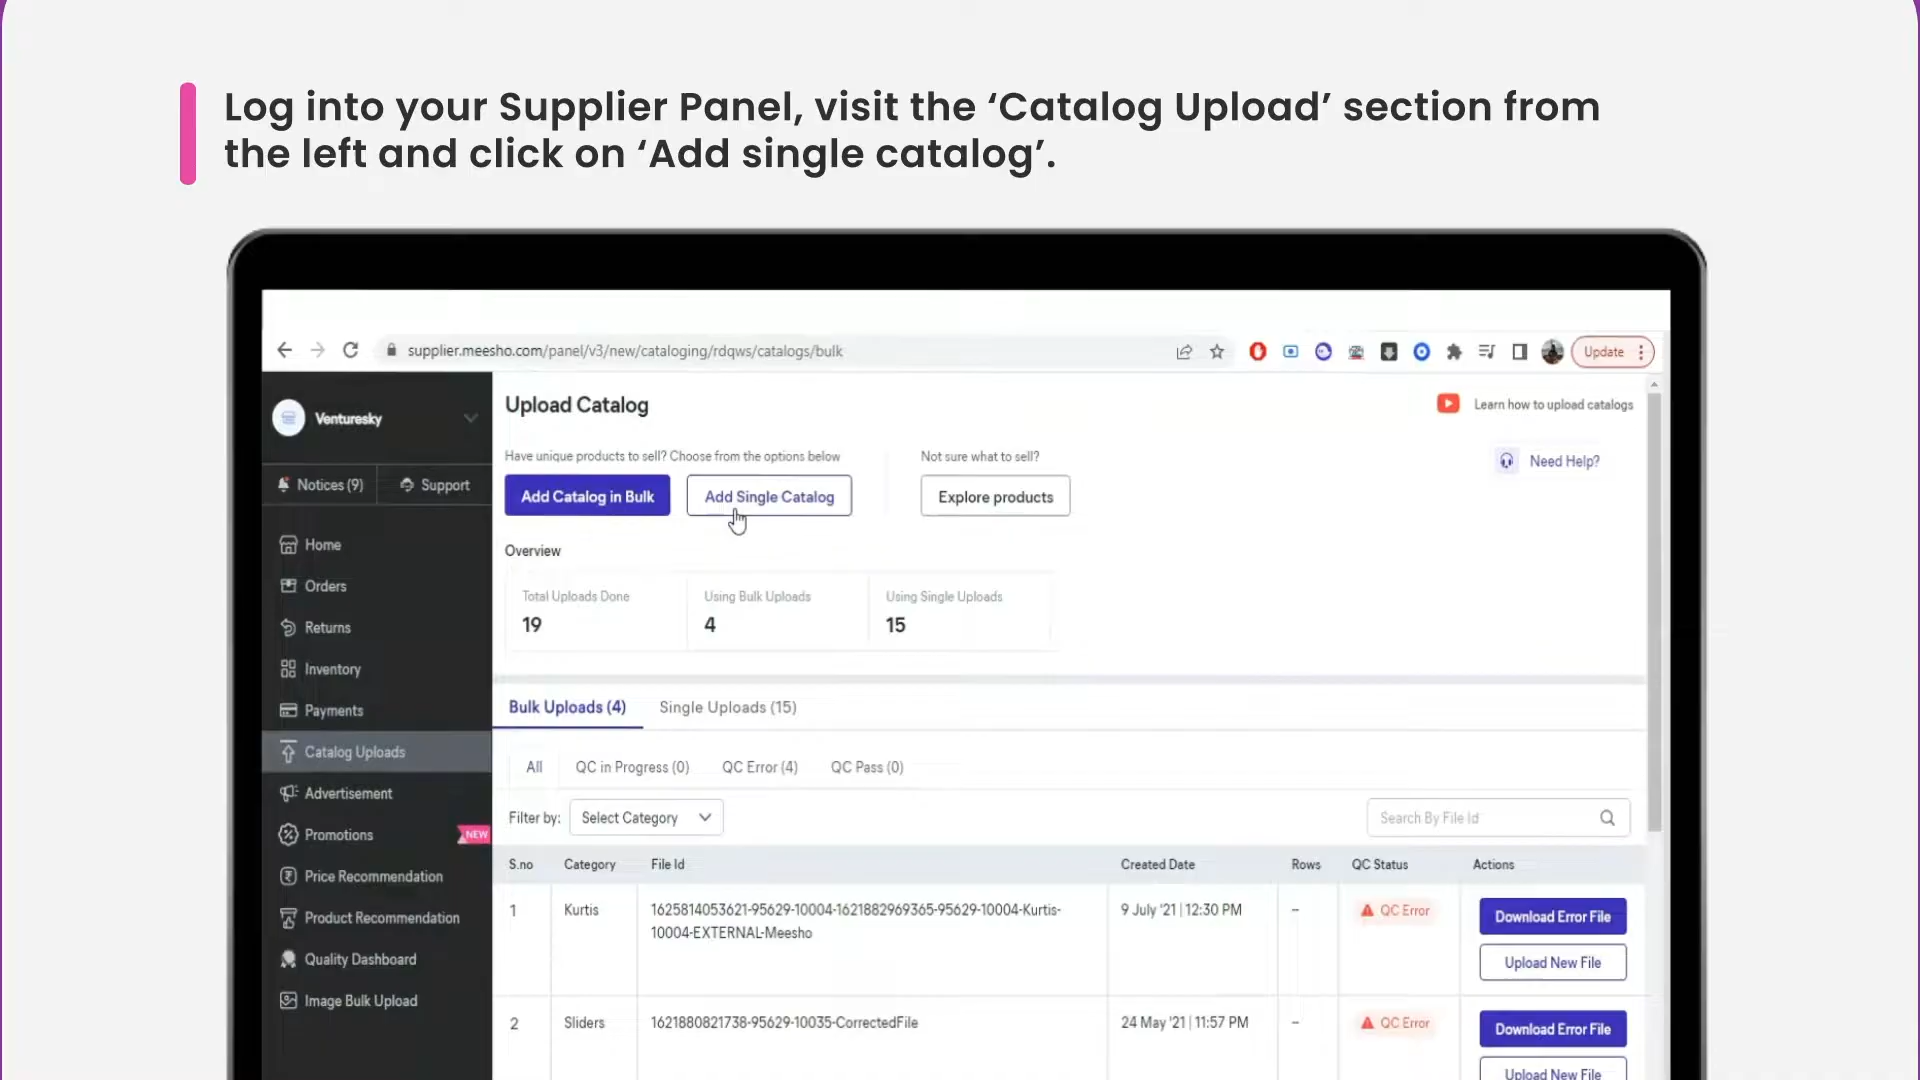 Log into your Supplier Panel, visit the ‘Catalog Upload’ section from
the left and click on ‘Add single catalog’.
supplier.meesho.com/panel/v3/new/cataloging/rdqws/catalogs/bulk
Update
Venturesky
Notices (9)
Support
Home
Orders
Returns
Inventory
Payments
Catalog Uploads
Advertisement
Promotions
NEW
Price Recommendation
Product Recommendation
Quality Dashboard
Image Bulk Upload
Upload Catalog
Learn how to upload catalogs
Have unique products to sell? Choose from the options below
Not sure what to sell?
Need Help?
Add Catalog in Bulk
Add Single Catalog
Explore products
Overview
Total Uploads Done
Using Bulk Uploads
Using Single Uploads
19
4
15
Bulk Uploads (4)
Single Uploads (15)
All
QC in Progress (0)
QC Error (4)
QC Pass (0)
Filter by:
Select Category
Search By File Id
S.no
Category
File Id
Created Date
Rows
QC Status
Actions
1
Kurtis
1625814053621-95629-10004-1621882969365-95629-10004-Kurtis-
10004-EXTERNAL-Meesho
9 July '21 | 12:30 PM
--
QC Error
Download Error File
Upload New File
2
Sliders
1621880821738-95629-10035-CorrectedFile
24 May '21 | 11:57 PM
--
QC Error
Download Error File
Upload New File